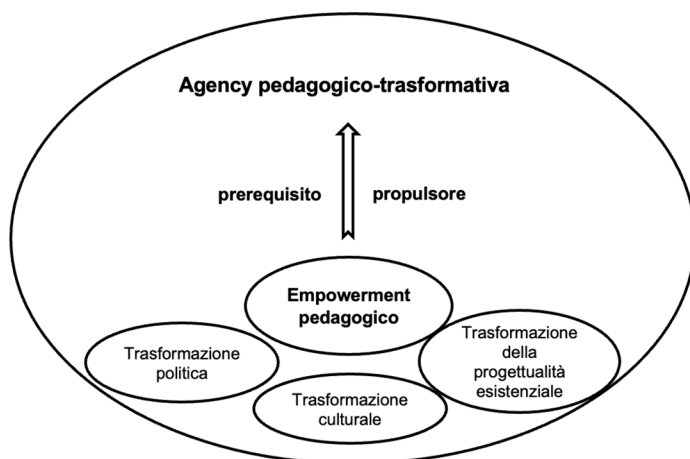 Agency pedagogico-trasformativa
prerequisito
propulsore
Empowerment
pedagogico
Trasformazione
politica
Trasformazione
culturale
Trasformazione
della
progettualità
esistenziale